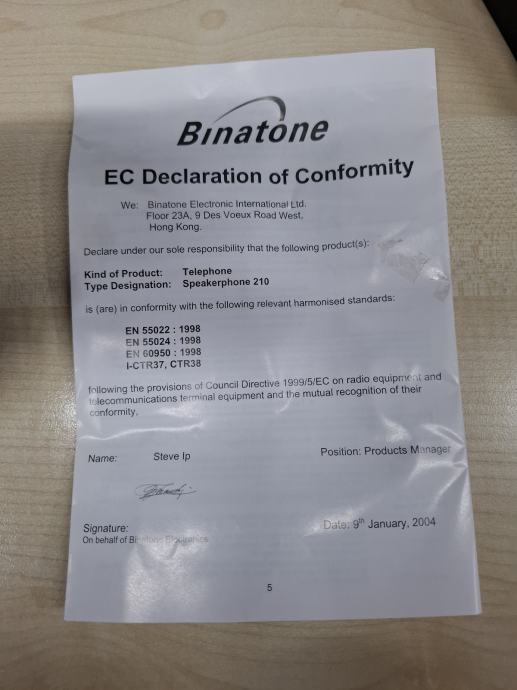 Binatone
EC Declaration of Conformity
We: Binatone Electronic International Ltd.
Floor 23A, 9 Des Voeux Road West,
Hong Kong.
Declare under our sole responsibility that the following product(s):
Kind of Product: Telephone
Type Designation: Speakerphone 210
is (are) in conformity with the following relevant harmonised standards:
EN 55022 : 1998
EN 55024 : 1998
EN 60950 : 1998
I-CTR37, CTR38
following the provisions of Council Directive 1999/5/EC on radio equipment and
telecommunications terminal equipment and the mutual recognition of their
conformity.
Name: Steve Ip Position: Products Manager
Signature: Date: 9th January, 2004
On behalf of Binatone Electronics
5